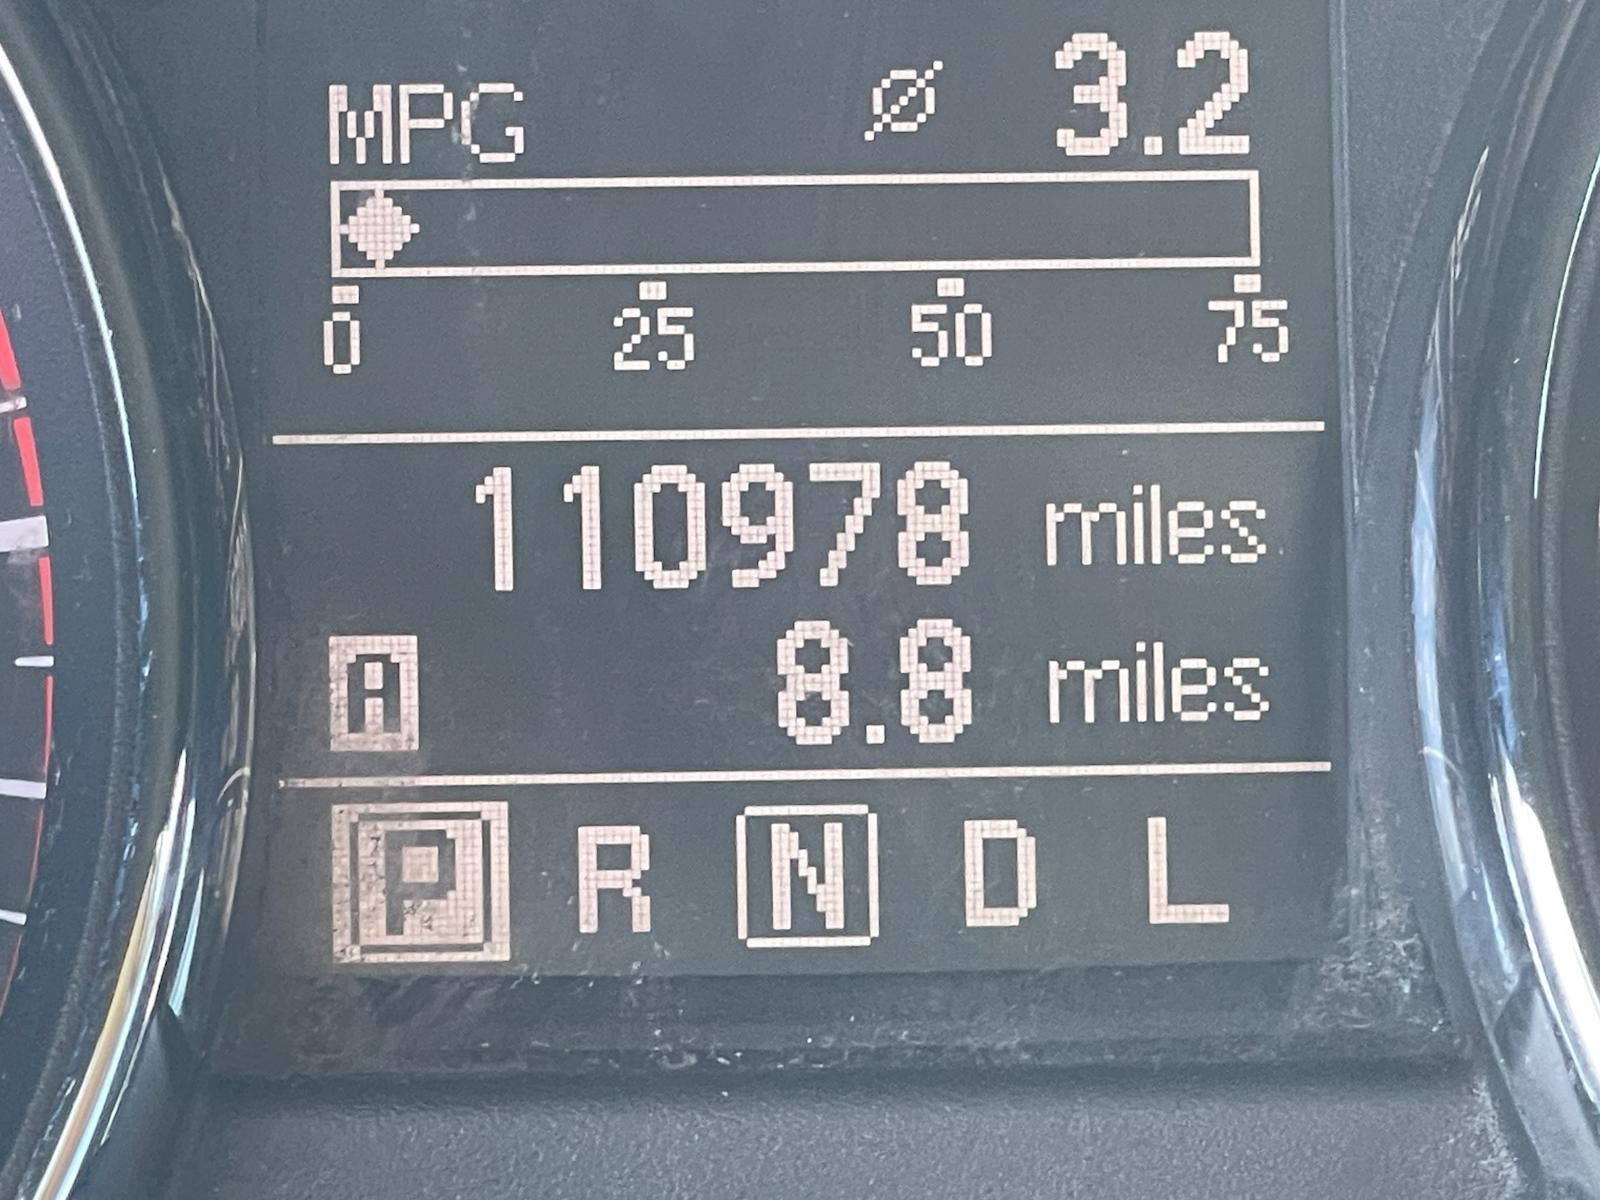 MPG Ø 3.2
0 25 50 75
110978 miles
A 8.8 miles
P R N D L